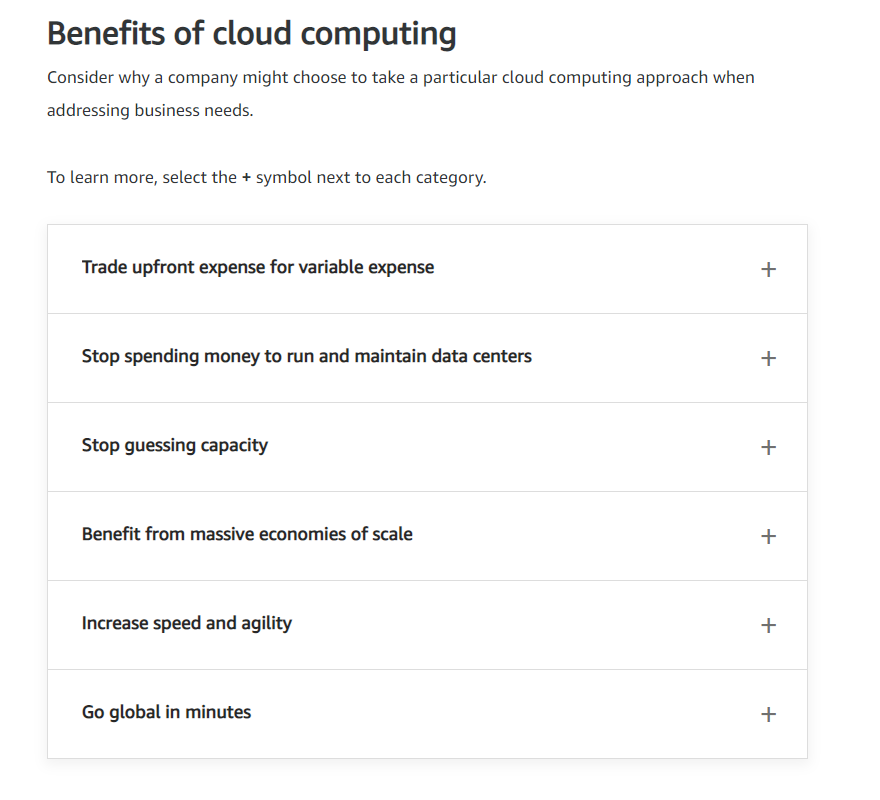 Benefits of cloud computing
Consider why a company might choose to take a particular cloud computing approach when
addressing business needs.
To learn more, select the + symbol next to each category.
Trade upfront expense for variable expense
+
Stop spending money to run and maintain data centers
+
Stop guessing capacity
+
Benefit from massive economies of scale
+
Increase speed and agility
+
Go global in minutes
+